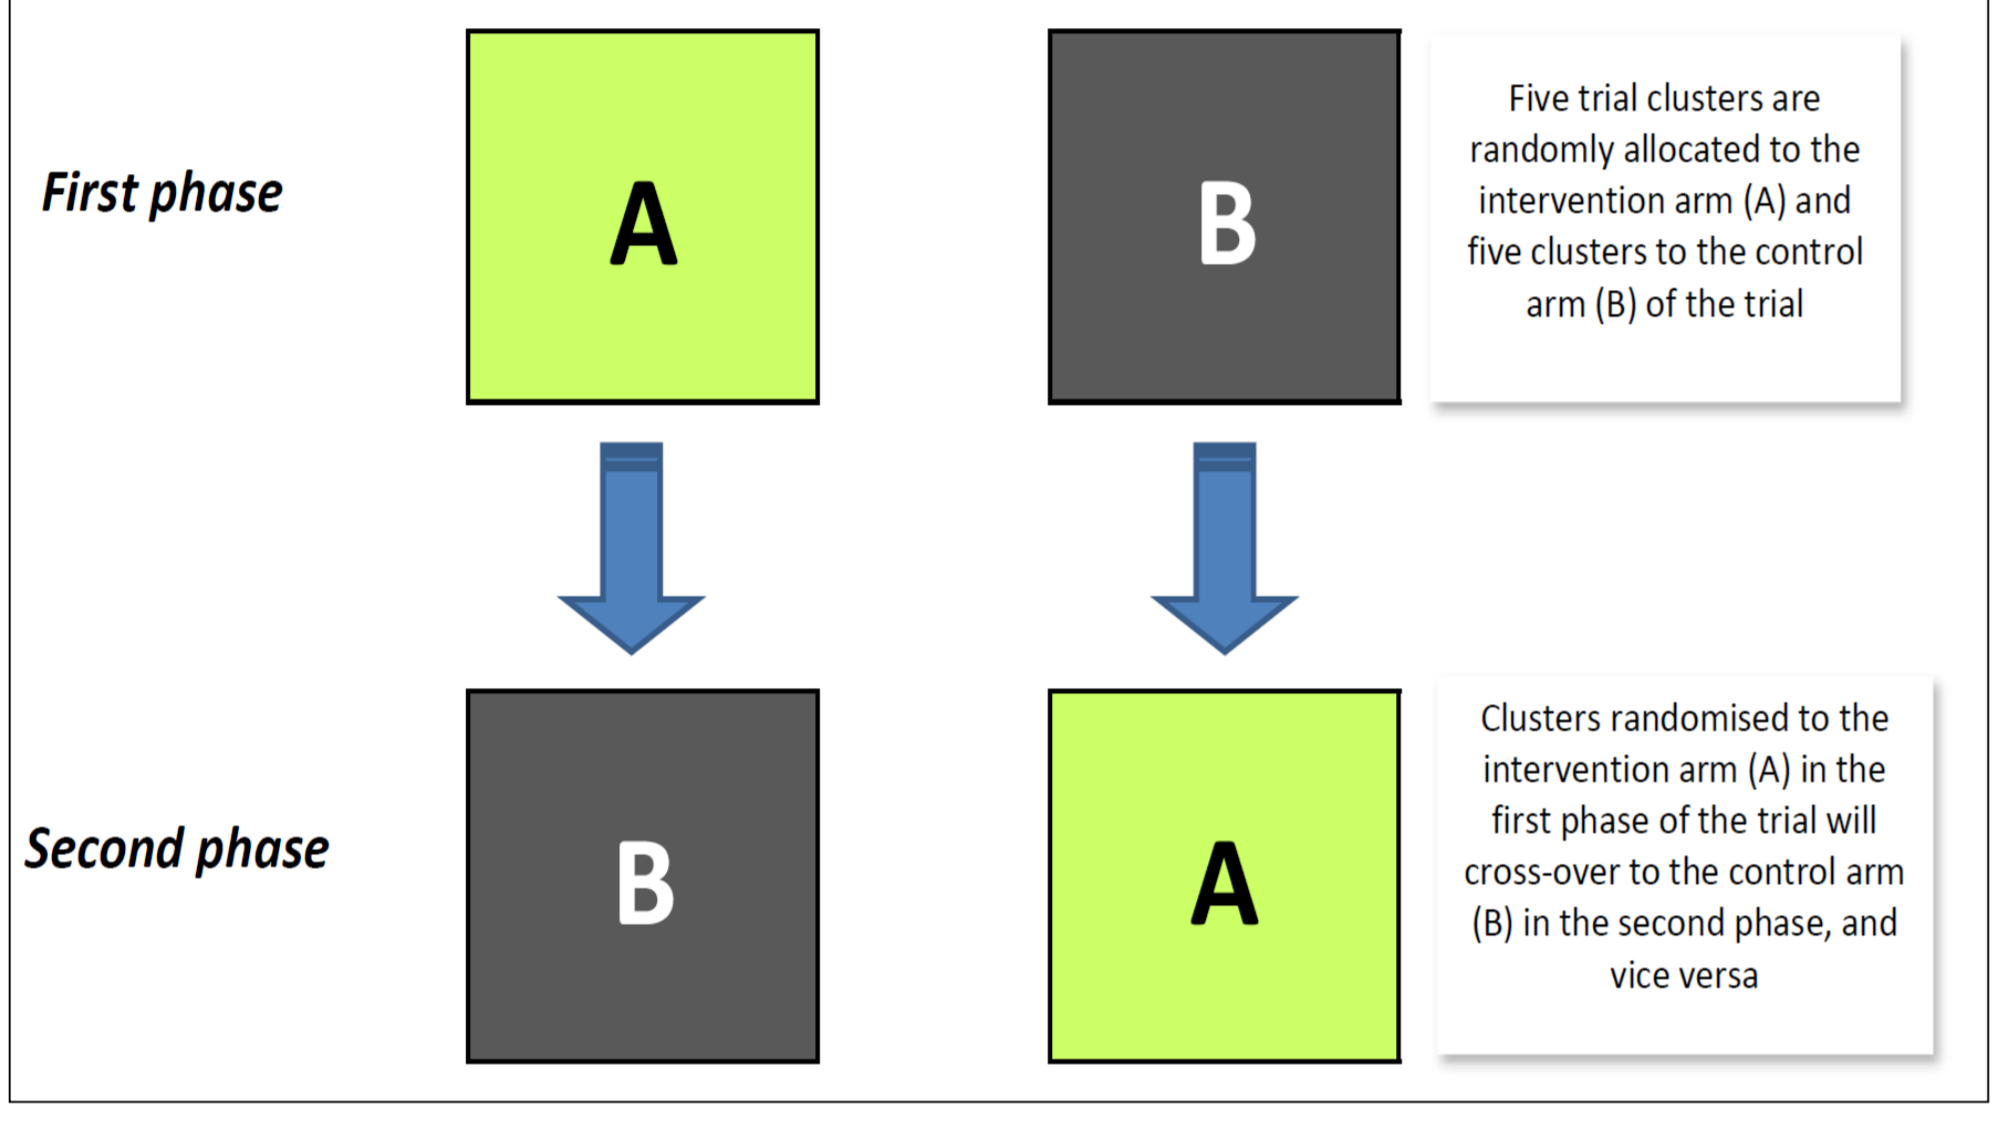 First phase
A
B
Five trial clusters are
randomly allocated to the
intervention arm (A) and
five clusters to the control
arm (B) of the trial
Second phase
B
A
Clusters randomised to the
intervention arm (A) in the
first phase of the trial will
cross-over to the control arm
(B) in the second phase, and
vice versa